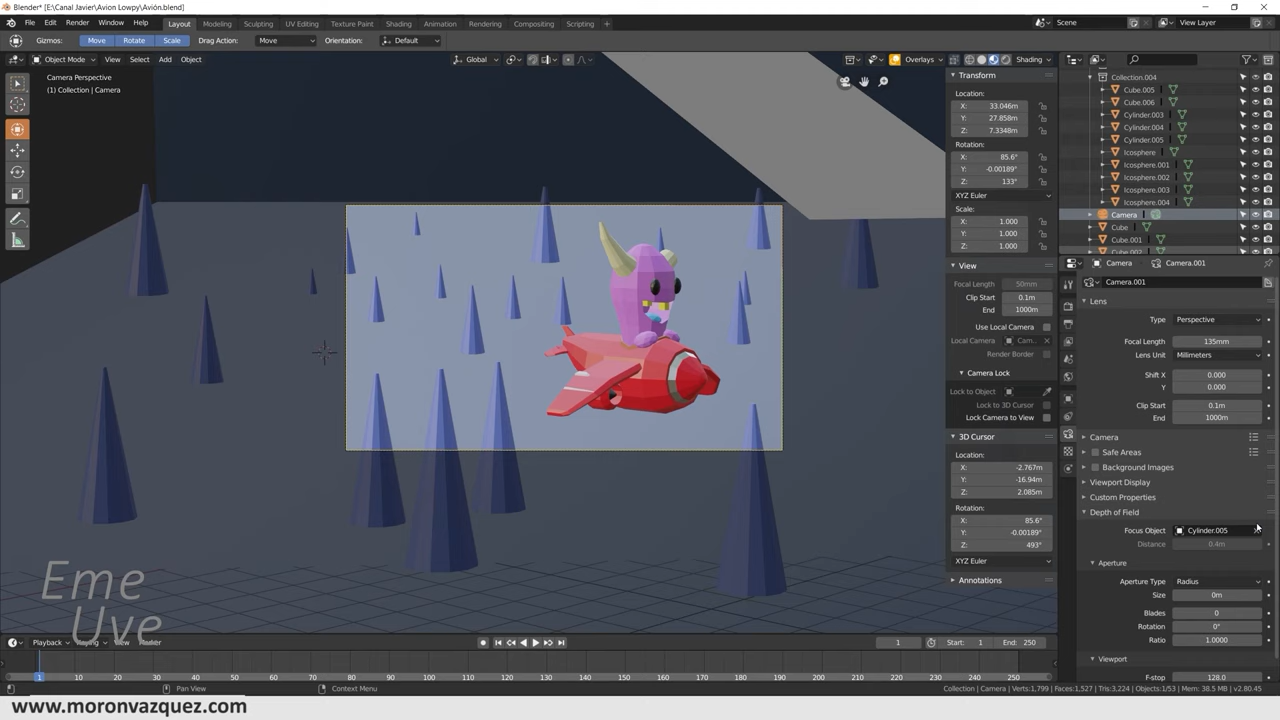 Blender* [E:\Canal Javier\Avion Lowpy\Avión.blend]
File Edit Render Window Help Layout Modeling Sculpting UV Editing Texture Paint Shading Animation Rendering Compositing Scripting + Scene View Layer
Gizmos: Move Rotate Scale Drag Action: Move Orientation: Default
Object Mode View Select Add Object Global Overlays Shading
Camera Perspective
(1) Collection | Camera
Transform
Location:
X: 33.046m
Y: 27.858m
Z: 7.3348m
Rotation:
X: 85.6°
Y: -0.00189°
Z: 133°
XYZ Euler
Scale:
X: 1.000
Y: 1.000
Z: 1.000
View
Focal Length 50mm
Clip Start 0.1m
End 1000m
Use Local Camera
Local Camera Cam...
Render Border
Camera Lock
Lock to Object
Lock to 3D Cursor
Lock Camera to View
3D Cursor
Location:
X: -2.767m
Y: -16.94m
Z: 2.085m
Rotation:
X: 85.6°
Y: -0.00189°
Z: 493°
XYZ Euler
Annotations
Collection.004
Cube.005
Cube.006
Cylinder.003
Cylinder.004
Cylinder.005
Icosphere
Icosphere.001
Icosphere.002
Icosphere.003
Icosphere.004
Camera
Cube
Cube.001
Cube.002
Camera Camera.001
Camera.001
Lens
Type Perspective
Focal Length 135mm
Lens Unit Millimeters
Shift X 0.000
Y 0.000
Clip Start 0.1m
End 1000m
Camera
Safe Areas
Background Images
Viewport Display
Custom Properties
Depth of Field
Focus Object Cylinder.005
Distance 0.4m
Aperture
Aperture Type Radius
Size 0m
Blades 0
Rotation 0°
Ratio 1.0000
Viewport
F-stop 128.0
Eme
Uve
Playback Keying View Marker 1 Start: 1 End: 250
1 10 20 30 40 50 60 70 80 90 100 110 120 130 140 150 160 170 180 190 200 210 220 230 240 250
Pan View Context Menu Collection | Camera | Verts:1,799 | Faces:1,527 | Tris:3,224 | Objects:1/53 | Mem: 38.5 MB | v2.80.45
www.moronvazquez.com